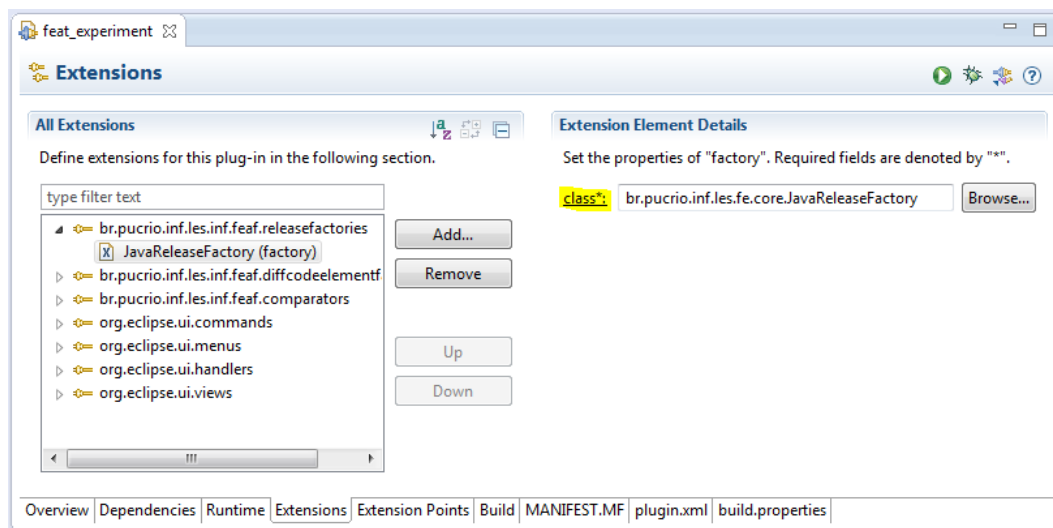 feat_experiment
Extensions
All Extensions
Define extensions for this plug-in in the following section.
type filter text
br.pucrio.inf.les.inf.feaf.releasefactories
JavaReleaseFactory (factory)
br.pucrio.inf.les.inf.feaf.diffcodeelementf
br.pucrio.inf.les.inf.feaf.comparators
org.eclipse.ui.commands
org.eclipse.ui.menus
org.eclipse.ui.handlers
org.eclipse.ui.views
Add...
Remove
Up
Down
Extension Element Details
Set the properties of "factory". Required fields are denoted by "*".
class*: br.pucrio.inf.les.fe.core.JavaReleaseFactory Browse...
Overview Dependencies Runtime Extensions Extension Points Build MANIFEST.MF plugin.xml build.properties